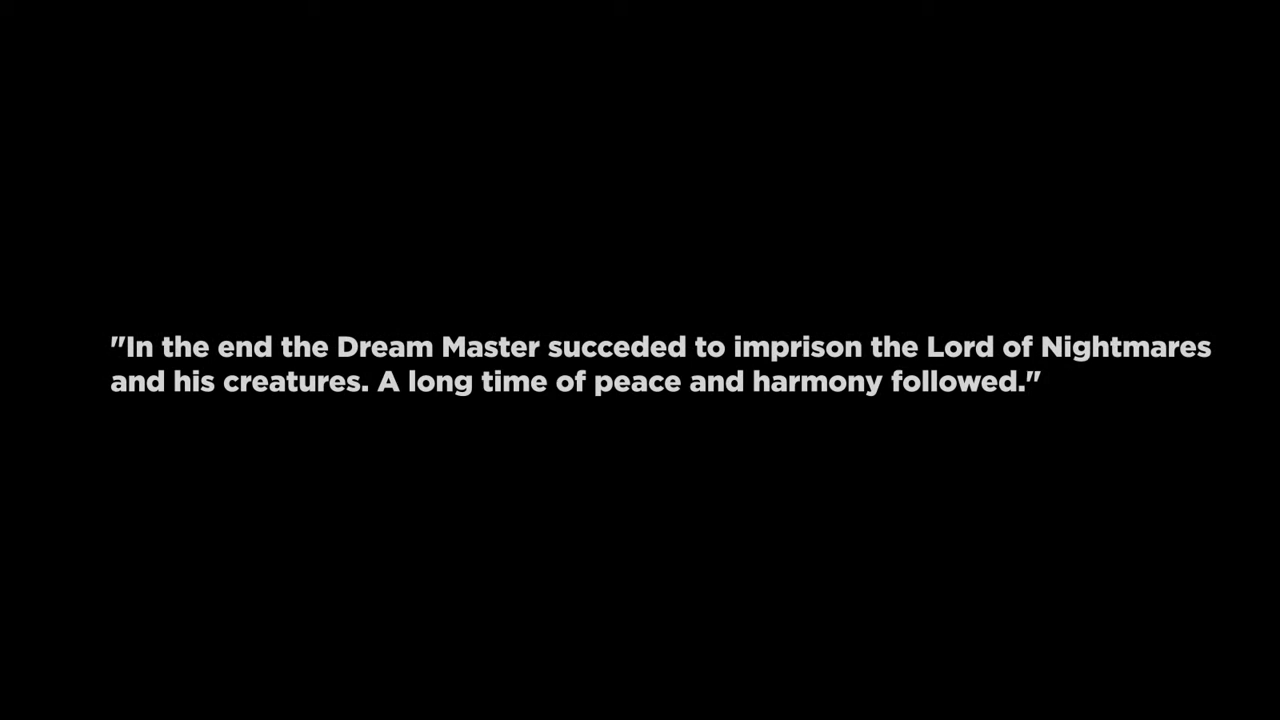 "In the end the Dream Master succeded to imprison the Lord of Nightmares
and his creatures. A long time of peace and harmony followed."